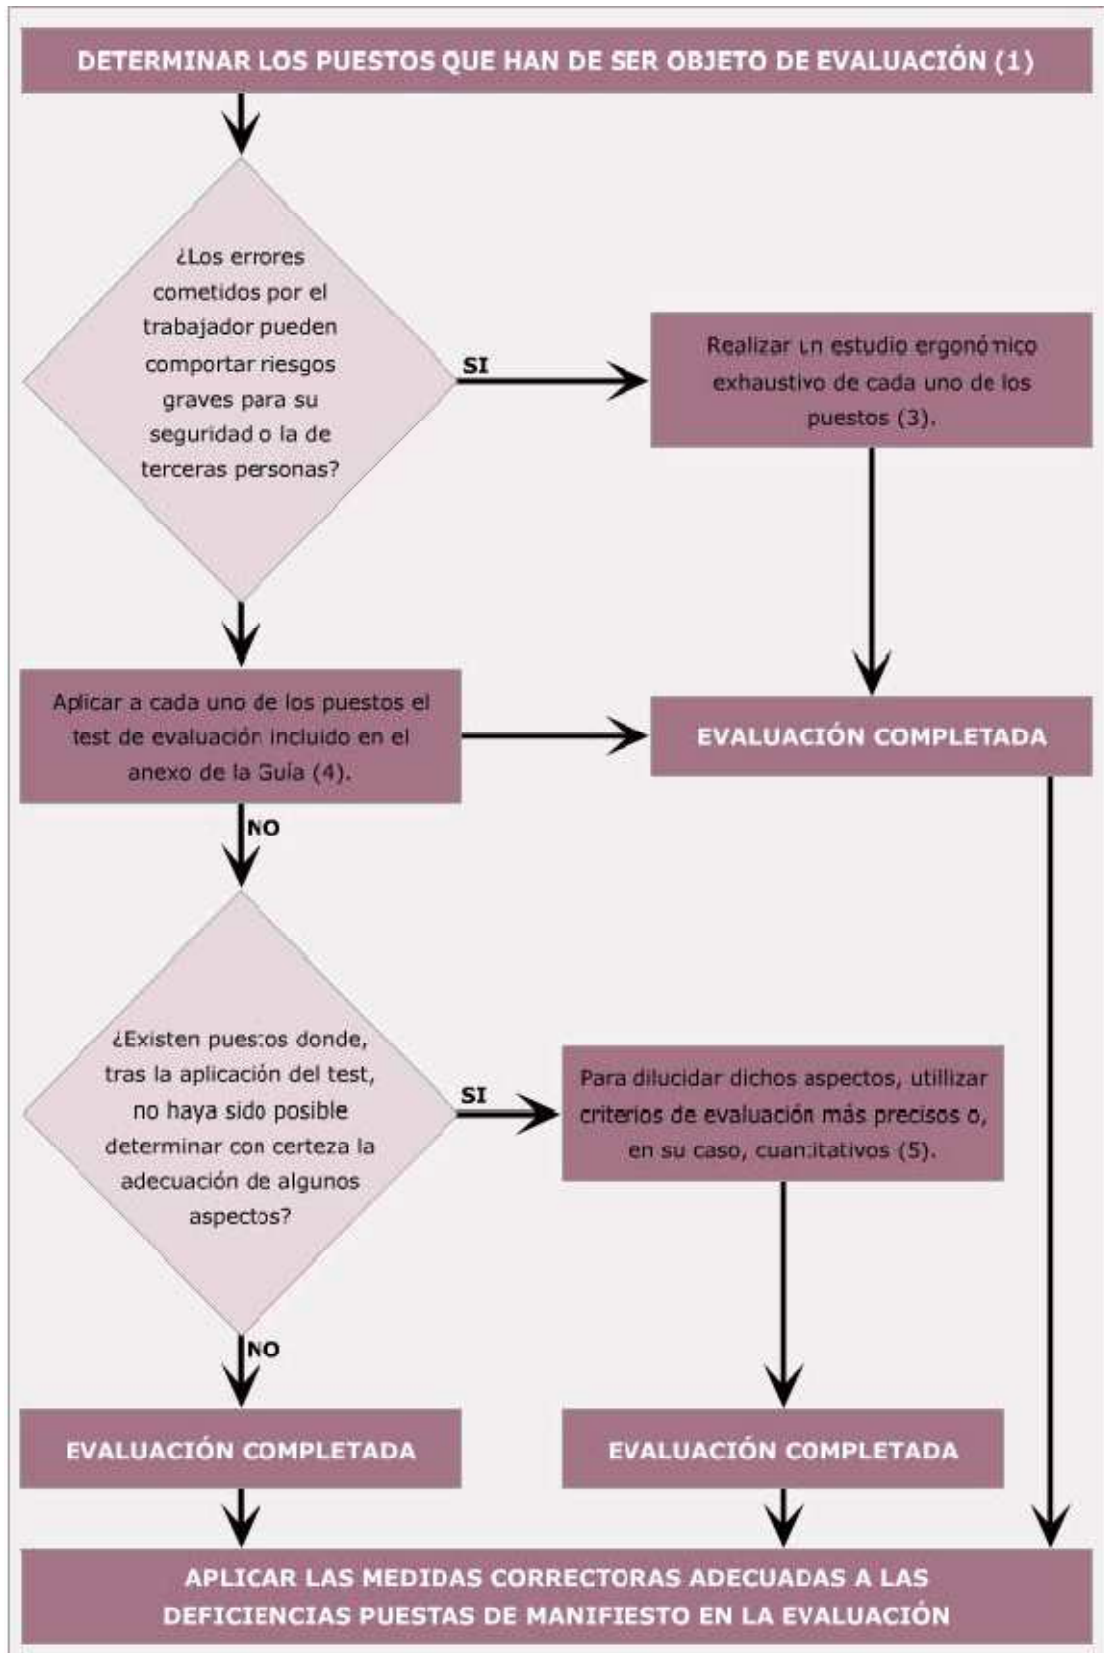 DETERMINAR LOS PUESTOS QUE HAN DE SER OBJETO DE EVALUACIÓN (1)
¿Los errores
cometidos por el
trabajador pueden
comportar riesgos
graves para su
seguridad o la de
terceras personas?
SI
Realizar un estudio ergonómico
exhaustivo de cada uno de los
puestos (3).
Aplicar a cada uno de los puestos el
test de evaluación incluido en el
anexo de la Guía (4).
EVALUACIÓN COMPLETADA
NO
¿Existen puestos donde,
tras la aplicación del test,
no haya sido posible
determinar con certeza la
adecuación de algunos
aspectos?
SI
Para dilucidar dichos aspectos, utillizar
criterios de evaluación más precisos o,
en su caso, cuantitativos (5).
NO
EVALUACIÓN COMPLETADA
EVALUACIÓN COMPLETADA
APLICAR LAS MEDIDAS CORRECTORAS ADECUADAS A LAS
DEFICIENCIAS PUESTAS DE MANIFIESTO EN LA EVALUACIÓN